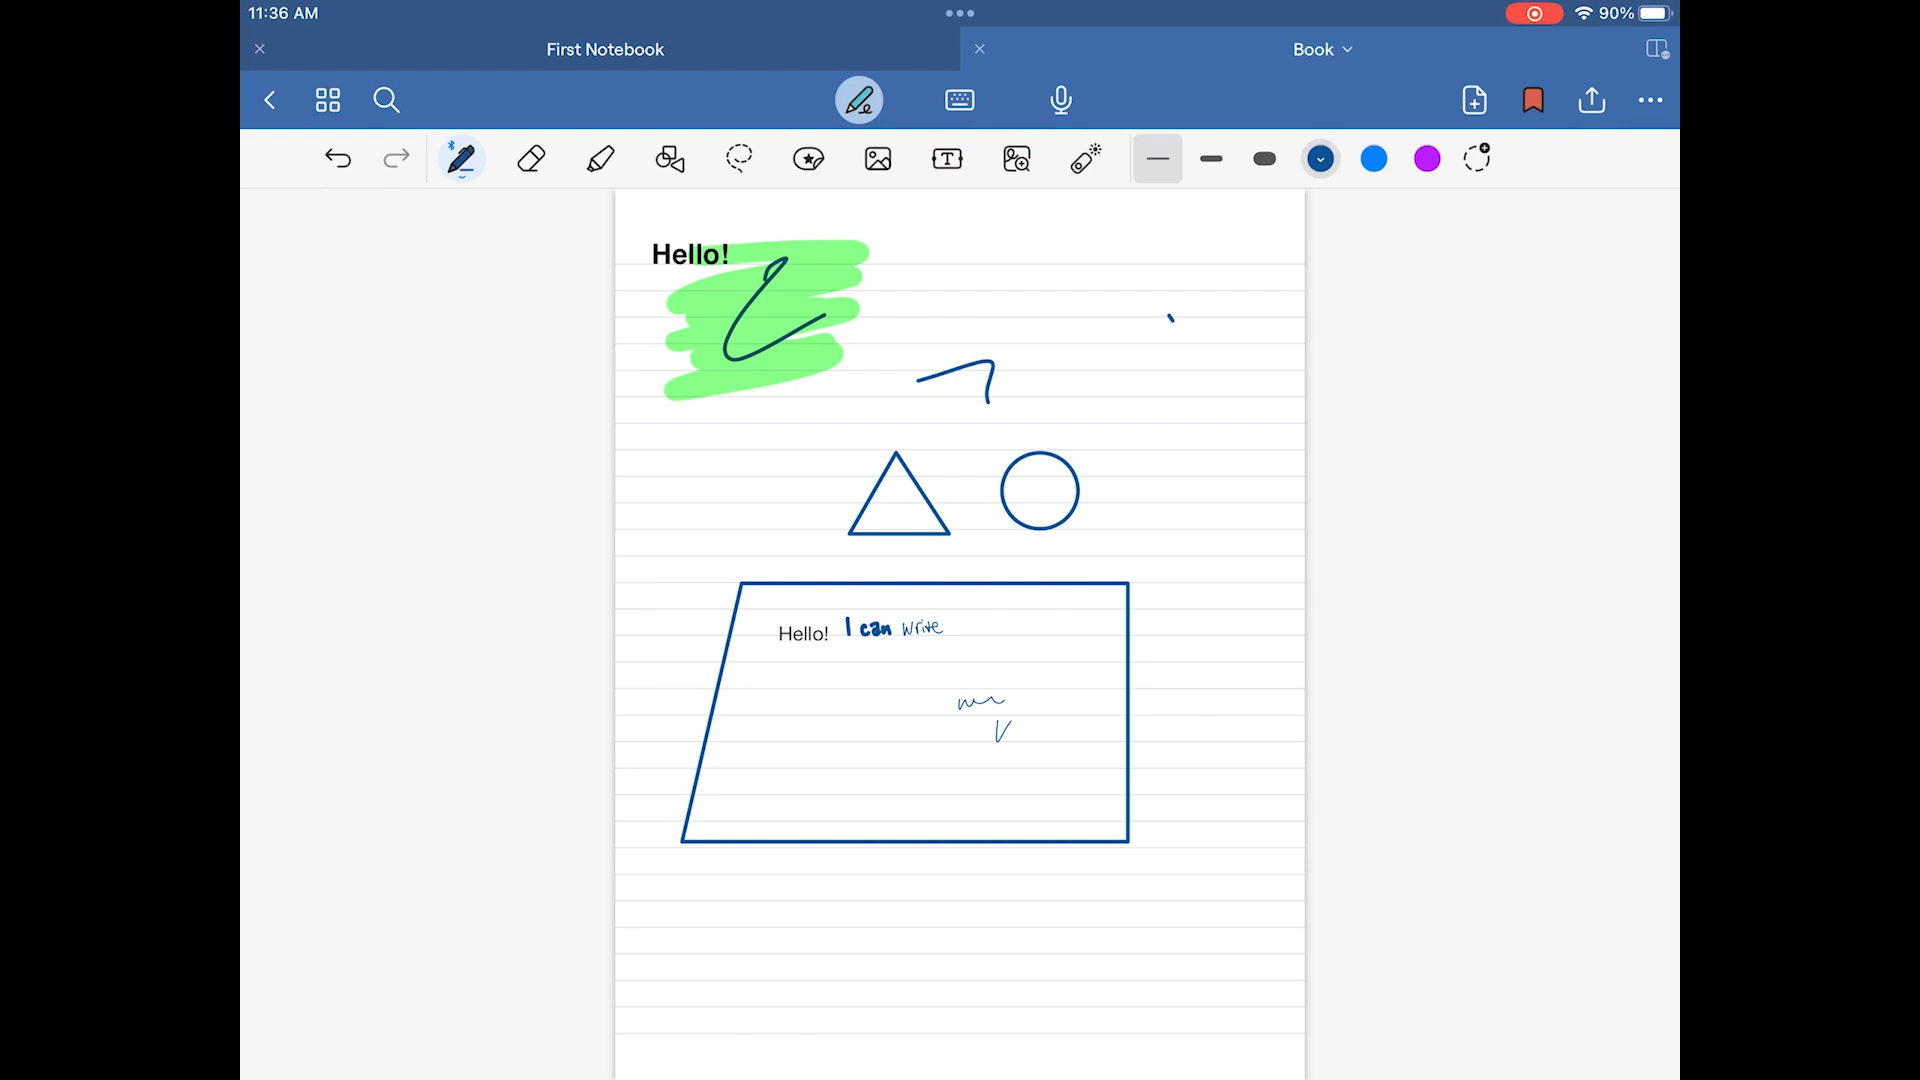 11:36 AM
90%
First Notebook
Book
Hello!
Hello! I can write